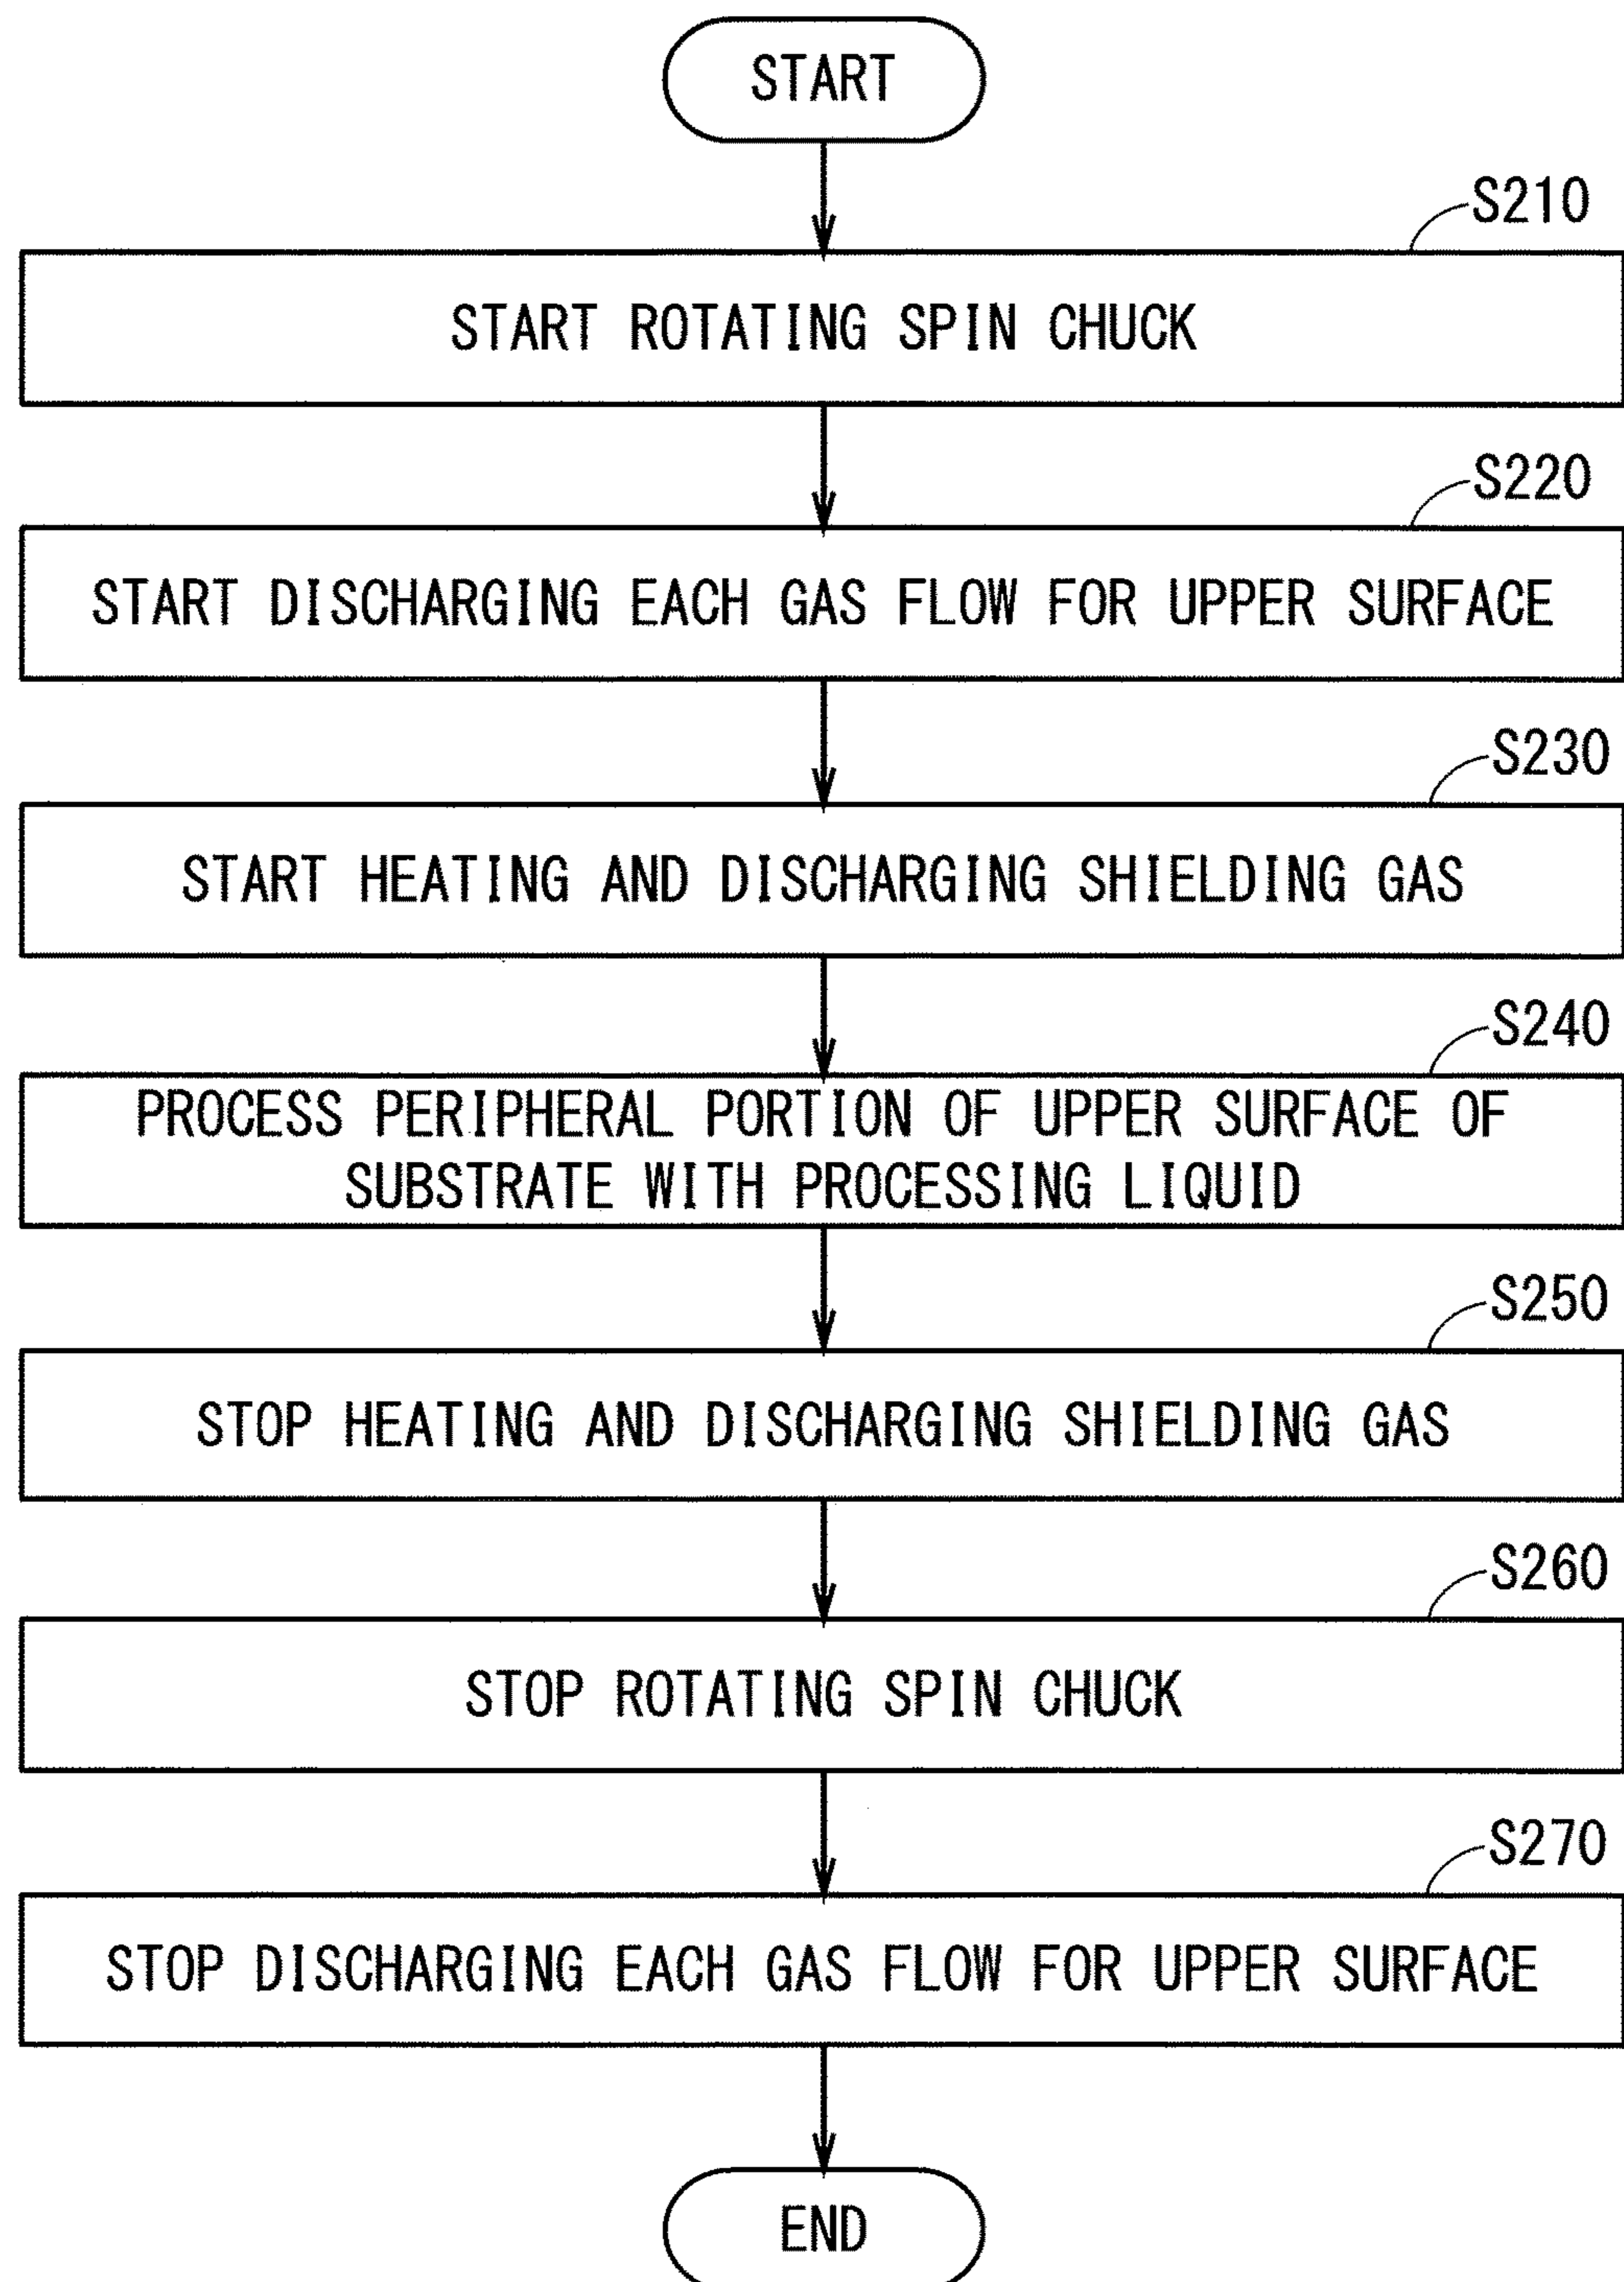 START
S210
START ROTATING SPIN CHUCK
S220
START DISCHARGING EACH GAS FLOW FOR UPPER SURFACE
S230
START HEATING AND DISCHARGING SHIELDING GAS
S240
PROCESS PERIPHERAL PORTION OF UPPER SURFACE OF
SUBSTRATE WITH PROCESSING LIQUID
S250
STOP HEATING AND DISCHARGING SHIELDING GAS
S260
STOP ROTATING SPIN CHUCK
S270
STOP DISCHARGING EACH GAS FLOW FOR UPPER SURFACE
END